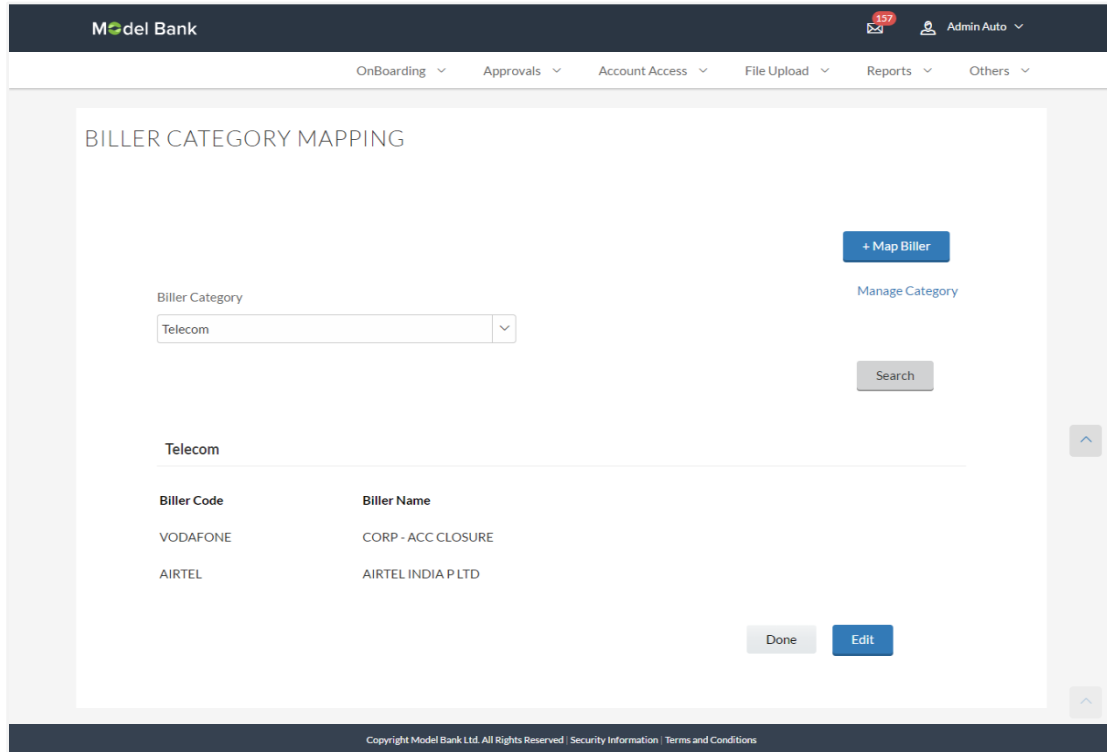 Model Bank
157
Admin Auto
OnBoarding Approvals Account Access File Upload Reports Others
BILLER CATEGORY MAPPING
+ Map Biller
Manage Category
Biller Category
Telecom
Search
Telecom
Biller Code Biller Name
VODAFONE CORP - ACC CLOSURE
AIRTEL AIRTEL INDIA P LTD
Done Edit
Copyright Model Bank Ltd. All Rights Reserved | Security Information | Terms and Conditions